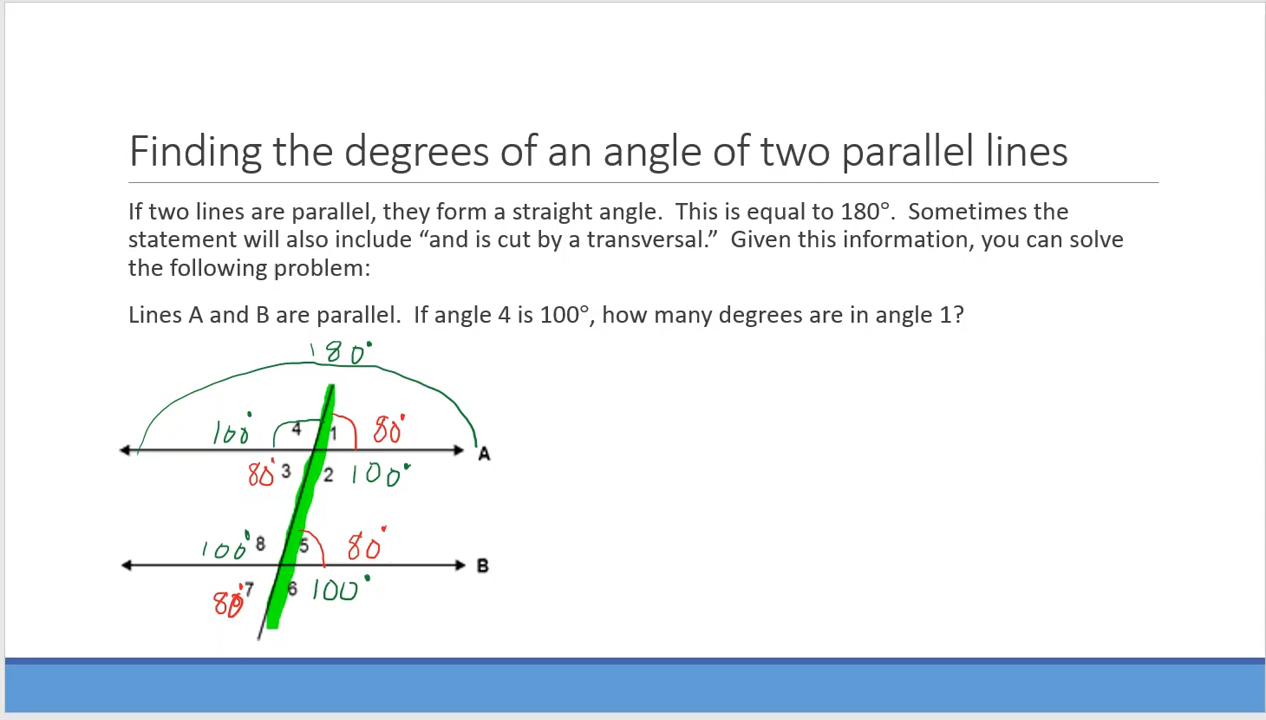 Finding the degrees of an angle of two parallel lines
If two lines are parallel, they form a straight angle.  This is equal to 180°.  Sometimes the
statement will also include “and is cut by a transversal.”  Given this information, you can solve
the following problem:
Lines A and B are parallel.  If angle 4 is 100°, how many degrees are in angle 1?
180°
100° 4 1 80°
A
80° 3 2 100°
100° 8 5 80°
B
80° 7 6 100°